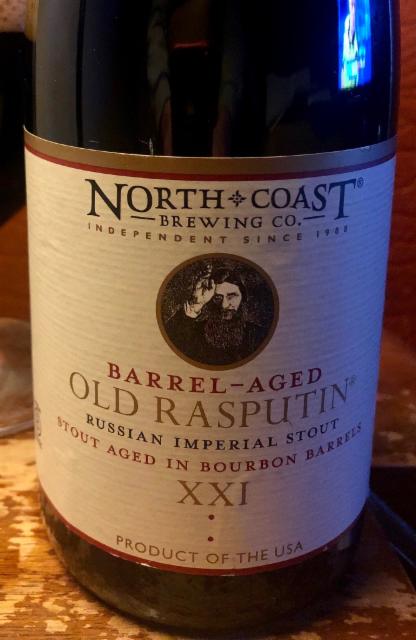 NORTH COAST®
BREWING CO.
INDEPENDENT SINCE 1988
BARREL-AGED
OLD RASPUTIN®
RUSSIAN IMPERIAL STOUT
STOUT AGED IN BOURBON BARRELS
XXI
PRODUCT OF THE USA